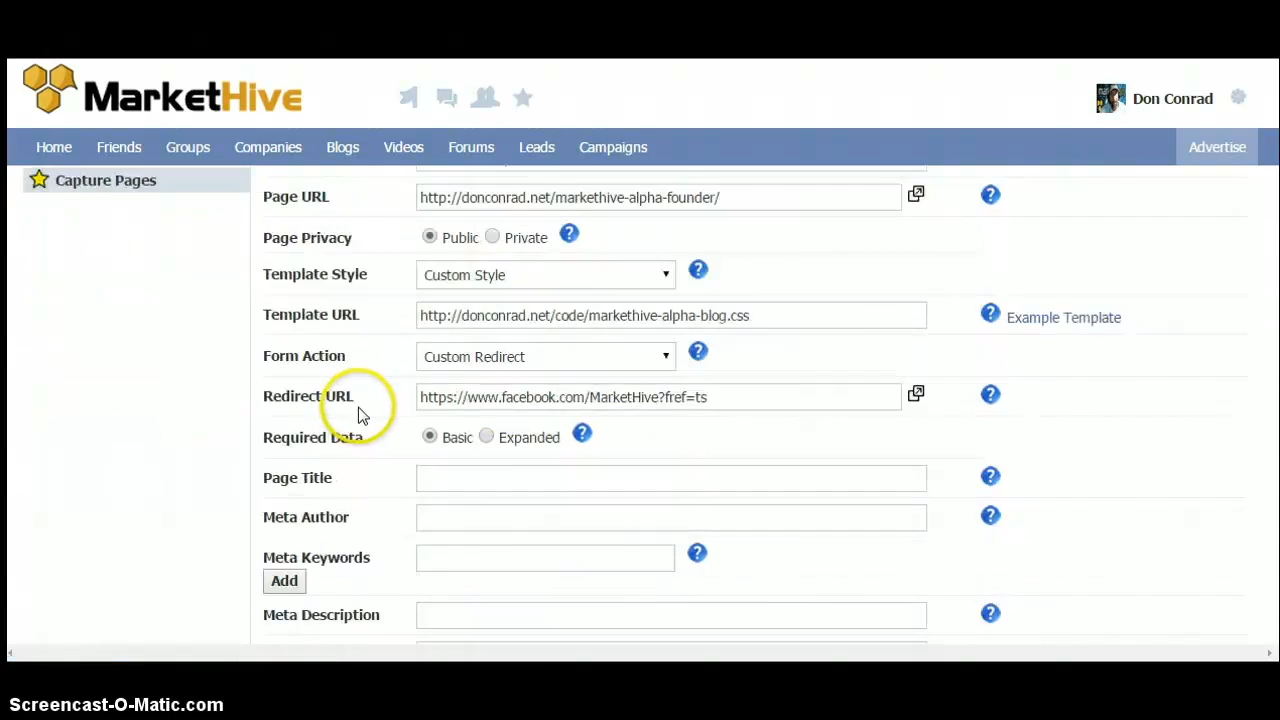 MarketHive
Don Conrad
Home Friends Groups Companies Blogs Videos Forums Leads Campaigns Advertise
Capture Pages
Page URL http://donconrad.net/markethive-alpha-founder/
Page Privacy Public Private
Template Style Custom Style
Template URL http://donconrad.net/code/markethive-alpha-blog.css Example Template
Form Action Custom Redirect
Redirect URL https://www.facebook.com/MarketHive?fref=ts
Required Data Basic Expanded
Page Title
Meta Author
Meta Keywords
Add
Meta Description
Screencast-O-Matic.com